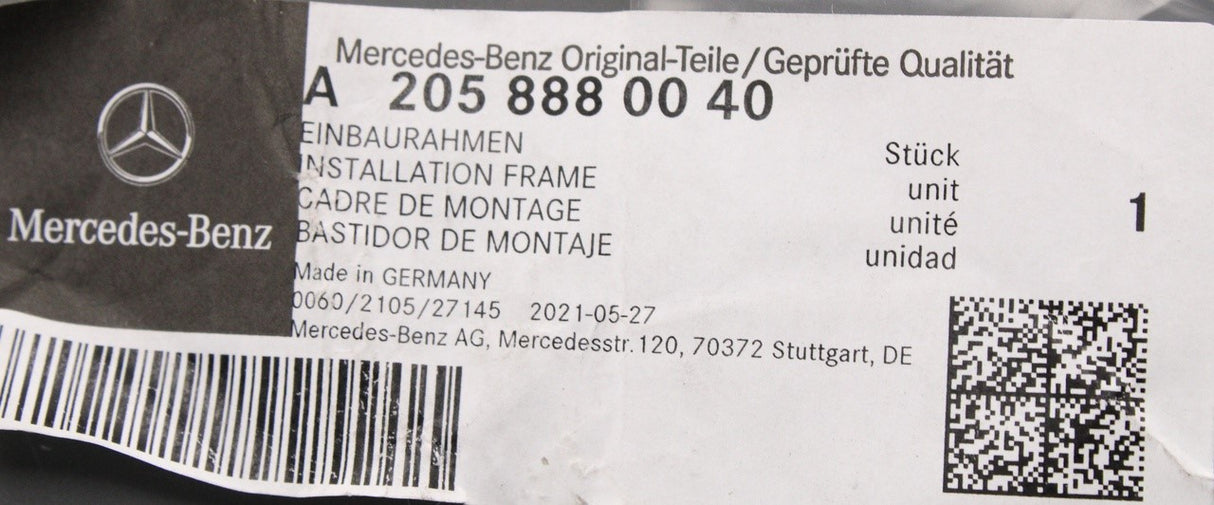 Mercedes-Benz
Mercedes-Benz Original-Teile/Geprüfte Qualität
A 205 888 00 40
EINBAURAHMEN
INSTALLATION FRAME
CADRE DE MONTAGE
BASTIDOR DE MONTAJE
Stück
unit
unité
unidad
1
Made in GERMANY
0060/2105/27145 2021-05-27
Mercedes-Benz AG, Mercedesstr. 120, 70372 Stuttgart, DE